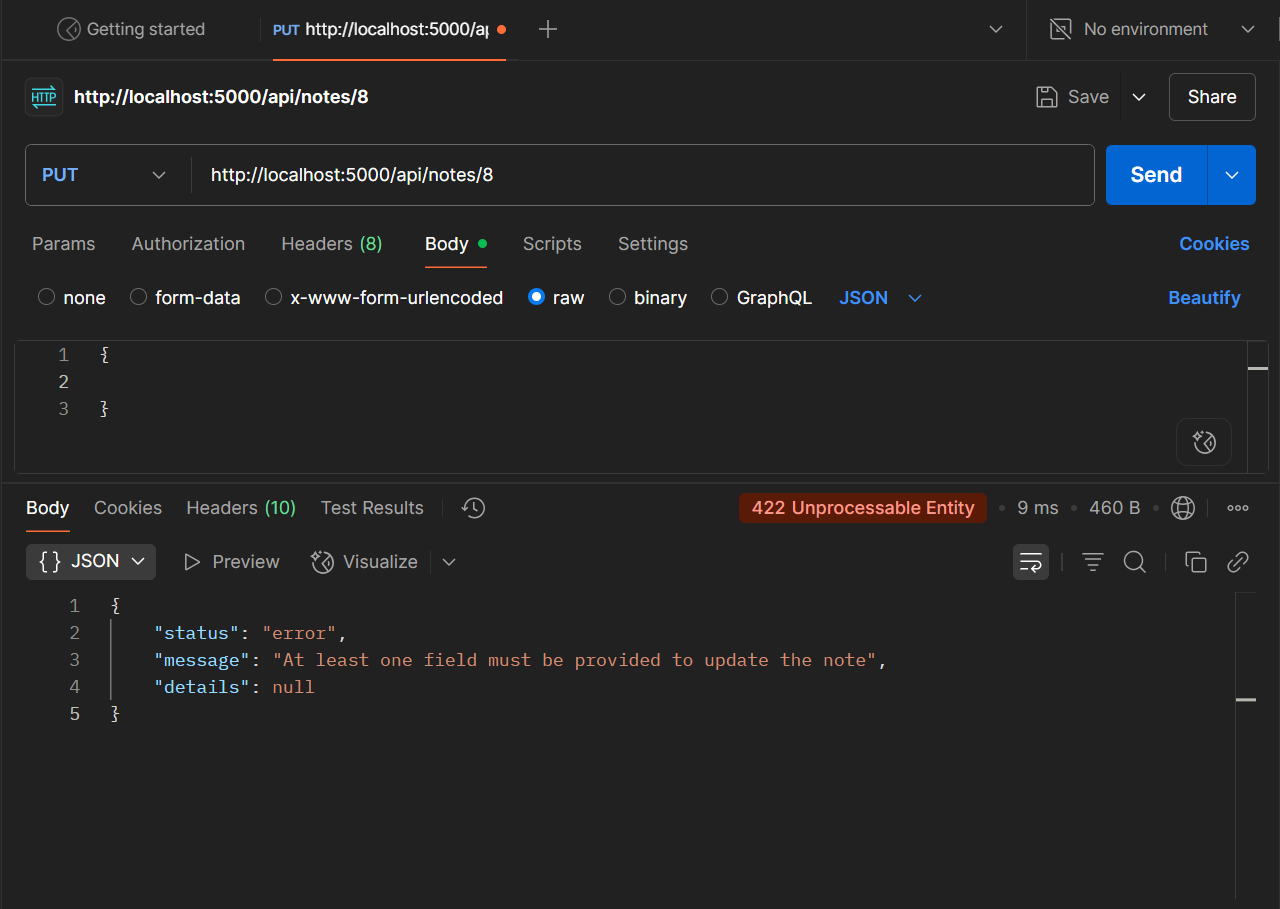 Getting started PUT http://localhost:5000/ap No environment
HTTP http://localhost:5000/api/notes/8 Save Share
PUT http://localhost:5000/api/notes/8 Send
Params Authorization Headers (8) Body Scripts Settings Cookies
none form-data x-www-form-urlencoded raw binary GraphQL JSON Beautify
1 {
2
3 }
Body Cookies Headers (10) Test Results 422 Unprocessable Entity • 9 ms • 460 B •
{} JSON Preview Visualize
1 {
2 "status": "error",
3 "message": "At least one field must be provided to update the note",
4 "details": null
5 }